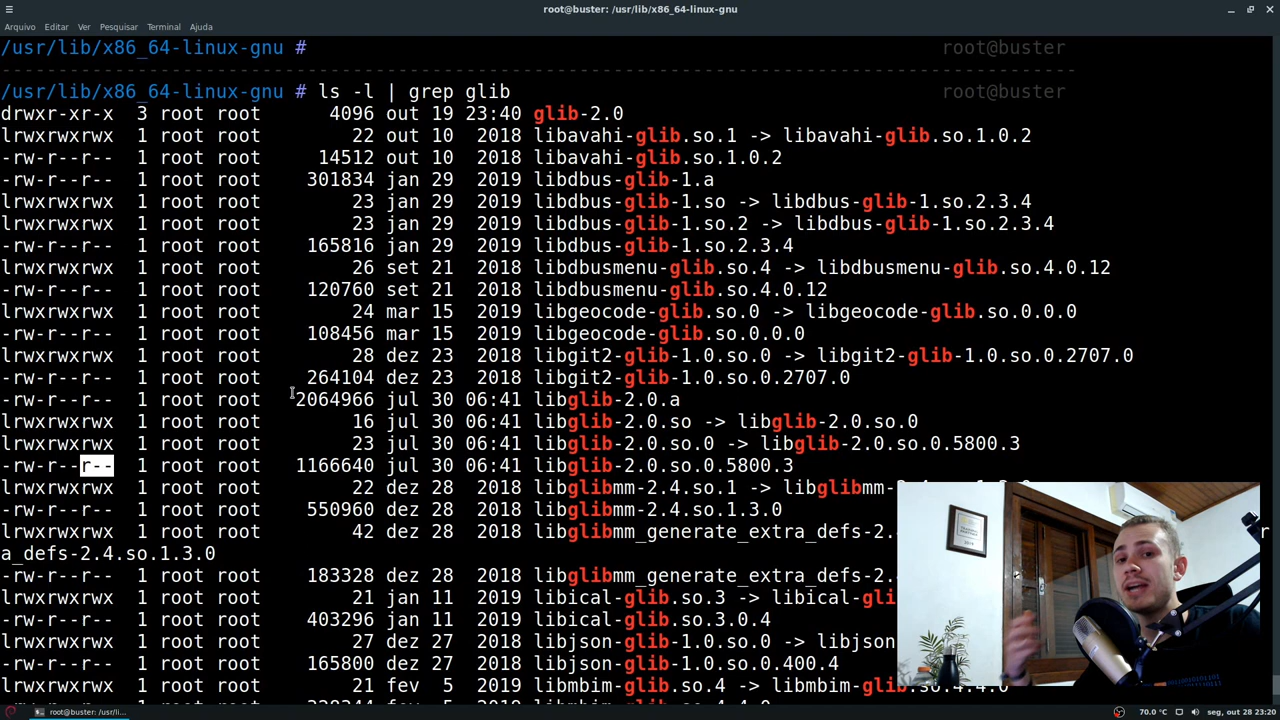 root@buster: /usr/lib/x86_64-linux-gnu
Arquivo Editar Ver Pesquisar Terminal Ajuda
/usr/lib/x86_64-linux-gnu # root@buster
/usr/lib/x86_64-linux-gnu # ls -l | grep glib root@buster
drwxr-xr-x 3 root root 4096 out 19 23:40 glib-2.0
lrwxrwxrwx 1 root root 22 out 10 2018 libavahi-glib.so.1 -> libavahi-glib.so.1.0.2
-rw-r--r-- 1 root root 14512 out 10 2018 libavahi-glib.so.1.0.2
-rw-r--r-- 1 root root 301834 jan 29 2019 libdbus-glib-1.a
lrwxrwxrwx 1 root root 23 jan 29 2019 libdbus-glib-1.so -> libdbus-glib-1.so.2.3.4
lrwxrwxrwx 1 root root 23 jan 29 2019 libdbus-glib-1.so.2 -> libdbus-glib-1.so.2.3.4
-rw-r--r-- 1 root root 165816 jan 29 2019 libdbus-glib-1.so.2.3.4
lrwxrwxrwx 1 root root 26 set 21 2018 libdbusmenu-glib.so.4 -> libdbusmenu-glib.so.4.0.12
-rw-r--r-- 1 root root 120760 set 21 2018 libdbusmenu-glib.so.4.0.12
lrwxrwxrwx 1 root root 24 mar 15 2019 libgeocode-glib.so.0 -> libgeocode-glib.so.0.0.0
-rw-r--r-- 1 root root 108456 mar 15 2019 libgeocode-glib.so.0.0.0
lrwxrwxrwx 1 root root 28 dez 23 2018 libgit2-glib-1.0.so.0 -> libgit2-glib-1.0.so.0.2707.0
-rw-r--r-- 1 root root 264104 dez 23 2018 libgit2-glib-1.0.so.0.2707.0
-rw-r--r-- 1 root root 2064966 jul 30 06:41 libglib-2.0.a
lrwxrwxrwx 1 root root 16 jul 30 06:41 libglib-2.0.so -> libglib-2.0.so.0
lrwxrwxrwx 1 root root 23 jul 30 06:41 libglib-2.0.so.0 -> libglib-2.0.so.0.5800.3
-rw-r--r-- 1 root root 1166640 jul 30 06:41 libglib-2.0.so.0.5800.3
lrwxrwxrwx 1 root root 22 dez 28 2018 libglibmm-2.4.so.1 -> libglibmm-2.4.so.1.3.0
-rw-r--r-- 1 root root 550960 dez 28 2018 libglibmm-2.4.so.1.3.0
lrwxrwxrwx 1 root root 42 dez 28 2018 libglibmm_generate_extra_defs-2. r
a_defs-2.4.so.1.3.0
-rw-r--r-- 1 root root 183328 dez 28 2018 libglibmm_generate_extra_defs-2.
lrwxrwxrwx 1 root root 21 jan 11 2019 libical-glib.so.3 -> libical-gli
-rw-r--r-- 1 root root 403296 jan 11 2019 libical-glib.so.3.0.4
lrwxrwxrwx 1 root root 27 dez 27 2018 libjson-glib-1.0.so.0 -> libjson
-rw-r--r-- 1 root root 165800 dez 27 2018 libjson-glib-1.0.so.0.400.4
lrwxrwxrwx 1 root root 21 fev 5 2019 libmbim-glib.so.4 -> libmbim-glib.so.4.4.0
root@buster: /usr/li...
70.0 °C seg, out 28 23:20